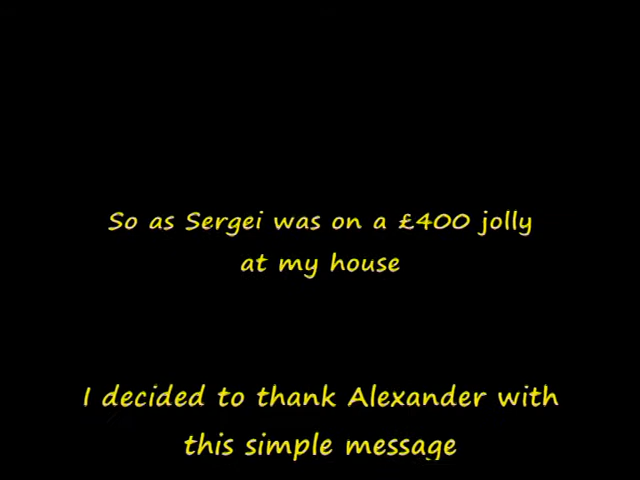 So as Sergei was on a £400 jolly
at my house
I decided to thank Alexander with
this simple message